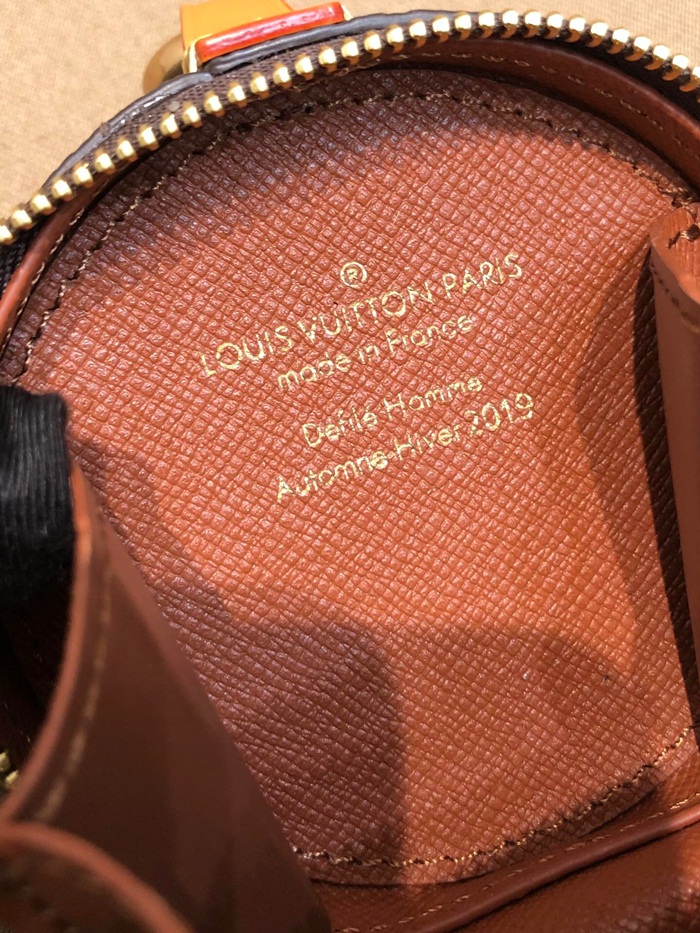 ®
LOUIS VUITTON PARIS
made in France
Défilé Homme
Automne Hiver 2019